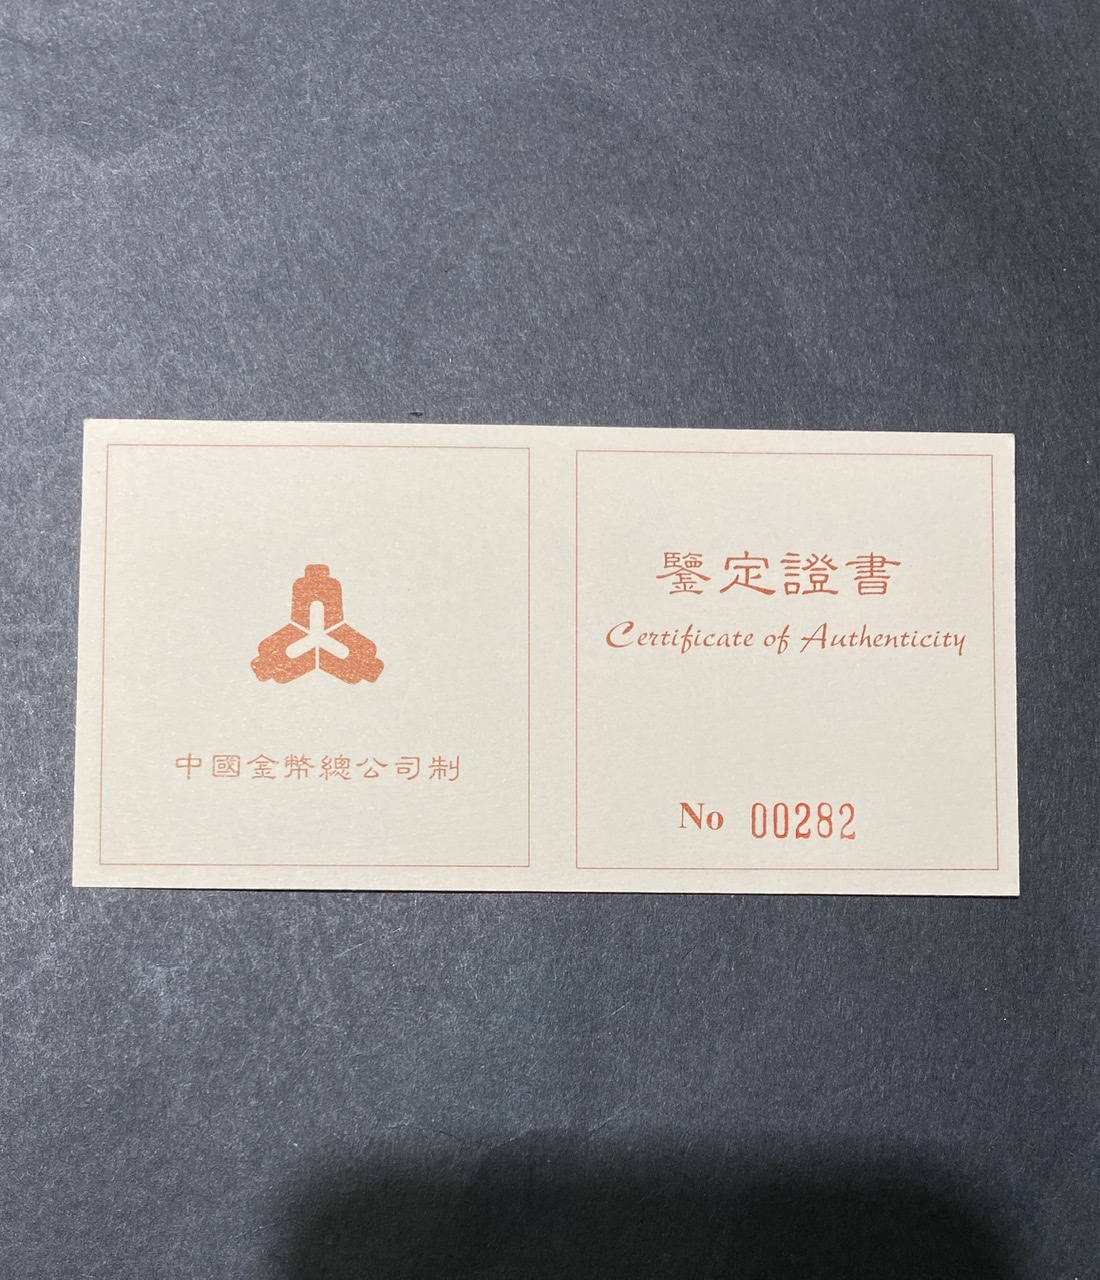 中國金幣總公司制
鑒定證書
Certificate of Authenticity
No 00282